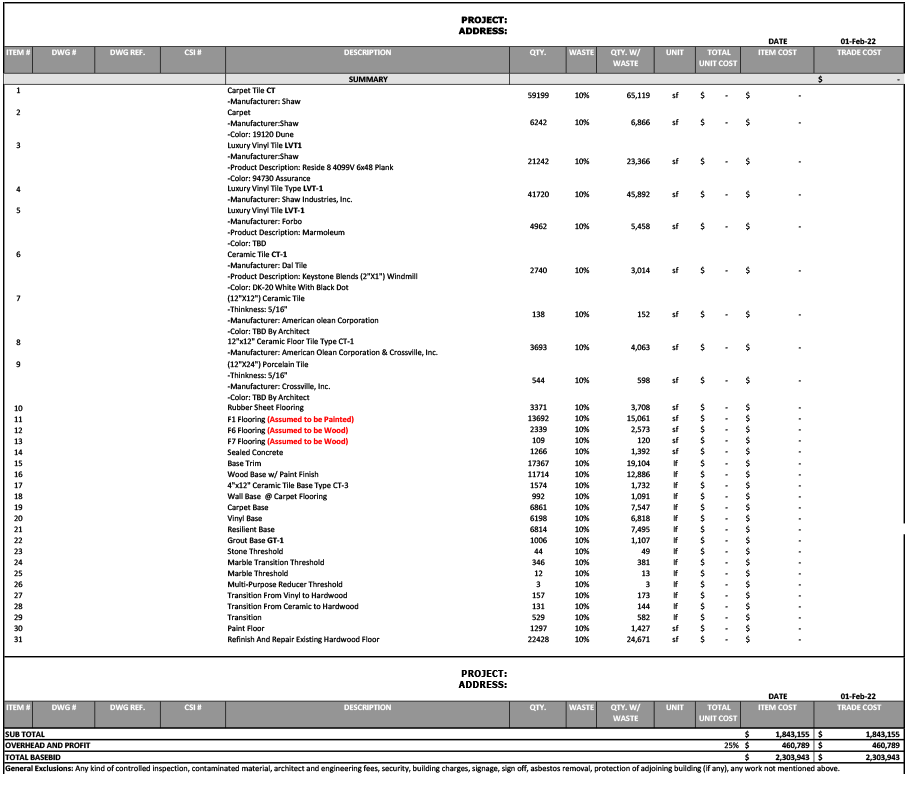 PROJECT:
ADDRESS:
DATE 01-Feb-22
ITEM # DWG # DWG REF. CSI # DESCRIPTION QTY. WASTE QTY. W/ WASTE UNIT TOTAL UNIT COST ITEM COST TRADE COST
SUMMARY $ -
1 Carpet Tile CT
-Manufacturer: Shaw
59199 10% 65,119 sf $ - $ -
2 Carpet
-Manufacturer:Shaw
-Color: 19120 Dune
6242 10% 6,866 sf $ - $ -
3 Luxury Vinyl Tile LVT1
-Manufacturer:Shaw
-Product Description: Reside 8 4099V 6x48 Plank
-Color: 94730 Assurance
21242 10% 23,366 sf $ - $ -
4 Luxury Vinyl Tile Type LVT-1
-Manufacturer: Shaw Industries, Inc.
41720 10% 45,892 sf $ - $ -
5 Luxury Vinyl Tile LVT-1
-Manufacturer: Forbo
-Product Description: Marmoleum
-Color: TBD
4962 10% 5,458 sf $ - $ -
6 Ceramic Tile CT-1
-Manufacturer: Dal Tile
-Product Description: Keystone Blends (2"X1") Windmill
-Color: DK-20 White With Black Dot
2740 10% 3,014 sf $ - $ -
7 (12"X12") Ceramic Tile
-Thinkness: 5/16"
-Manufacturer: American olean Corporation
-Color: TBD By Architect
138 10% 152 sf $ - $ -
8 12"x12" Ceramic Floor Tile Type CT-1
-Manufacturer: American Olean Corporation & Crossville, Inc.
3693 10% 4,063 sf $ - $ -
9 (12"X24") Porcelain Tile
-Thinkness: 5/16"
-Manufacturer: Crossville, Inc.
-Color: TBD By Architect
544 10% 598 sf $ - $ -
10 Rubber Sheet Flooring 3371 10% 3,708 sf $ - $ -
11 F1 Flooring (Assumed to be Painted) 13692 10% 15,061 sf $ - $ -
12 F6 Flooring (Assumed to be Wood) 2339 10% 2,573 sf $ - $ -
13 F7 Flooring (Assumed to be Wood) 109 10% 120 sf $ - $ -
14 Sealed Concrete 1266 10% 1,392 sf $ - $ -
15 Base Trim 17367 10% 19,104 lf $ - $ -
16 Wood Base w/ Paint Finish 11714 10% 12,886 lf $ - $ -
17 4"x12" Ceramic Tile Base Type CT-3 1574 10% 1,732 lf $ - $ -
18 Wall Base @ Carpet Flooring 992 10% 1,091 lf $ - $ -
19 Carpet Base 6861 10% 7,547 lf $ - $ -
20 Vinyl Base 6198 10% 6,818 lf $ - $ -
21 Resilient Base 6814 10% 7,495 lf $ - $ -
22 Grout Base GT-1 1006 10% 1,107 lf $ - $ -
23 Stone Threshold 44 10% 49 lf $ - $ -
24 Marble Transition Threshold 346 10% 381 lf $ - $ -
25 Marble Threshold 12 10% 13 lf $ - $ -
26 Multi-Purpose Reducer Threshold 3 10% 3 lf $ - $ -
27 Transition From Vinyl to Hardwood 157 10% 173 lf $ - $ -
28 Transition From Ceramic to Hardwood 131 10% 144 lf $ - $ -
29 Transition 529 10% 582 lf $ - $ -
30 Paint Floor 1297 10% 1,427 sf $ - $ -
31 Refinish And Repair Existing Hardwood Floor 22428 10% 24,671 sf $ - $ -
PROJECT:
ADDRESS:
DATE 01-Feb-22
ITEM # DWG # DWG REF. CSI # DESCRIPTION QTY. WASTE QTY. W/ WASTE UNIT TOTAL UNIT COST ITEM COST TRADE COST
SUB TOTAL $ 1,843,155 $ 1,843,155
OVERHEAD AND PROFIT 25% $ 460,789 $ 460,789
TOTAL BASEBID $ 2,303,943 $ 2,303,943
General Exclusions: Any kind of controlled inspection, contaminated material, architect and engineering fees, security, building charges, signage, sign off, asbestos removal, protection of adjoining building (if any), any work not mentioned above.